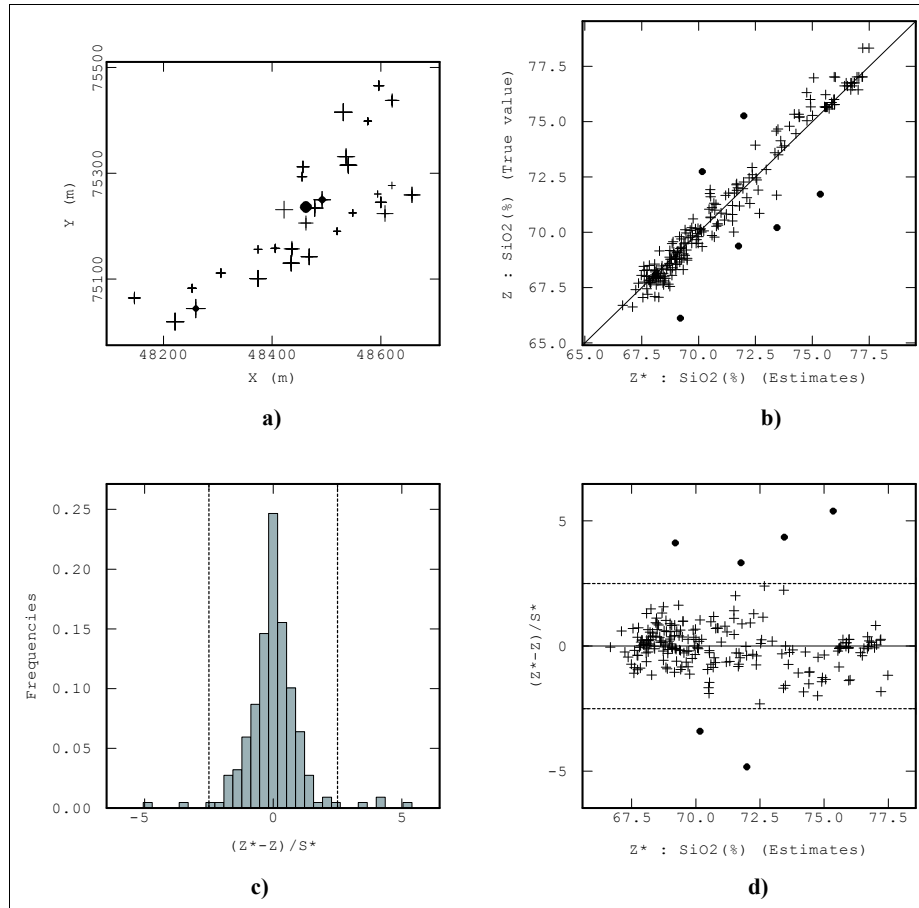 75500
75300
75100
Y (m)
48200 48400 48600
X (m)
a)
77.5
75.0
72.5
70.0
67.5
65.0
Z : SiO2(%) (True value)
65.0 67.5 70.0 72.5 75.0 77.5
Z* : SiO2(%) (Estimates)
b)
0.25
0.20
0.15
0.10
0.05
0.00
Frequencies
-5 0 5
(Z*-Z)/S*
c)
5
0
-5
(Z*-Z)/S*
67.5 70.0 72.5 75.0 77.5
Z* : SiO2(%) (Estimates)
d)